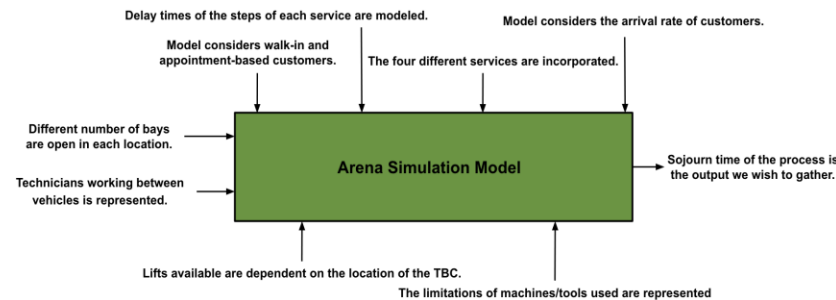 Delay times of the steps of each service are modeled.
Model considers the arrival rate of customers.
Model considers walk-in and
appointment-based customers.
The four different services are incorporated.
Different number of bays
are open in each location.
Arena Simulation Model
Sojourn time of the process is
the output we wish to gather.
Technicians working between
vehicles is represented.
Lifts available are dependent on the location of the TBC.
The limitations of machines/tools used are represented